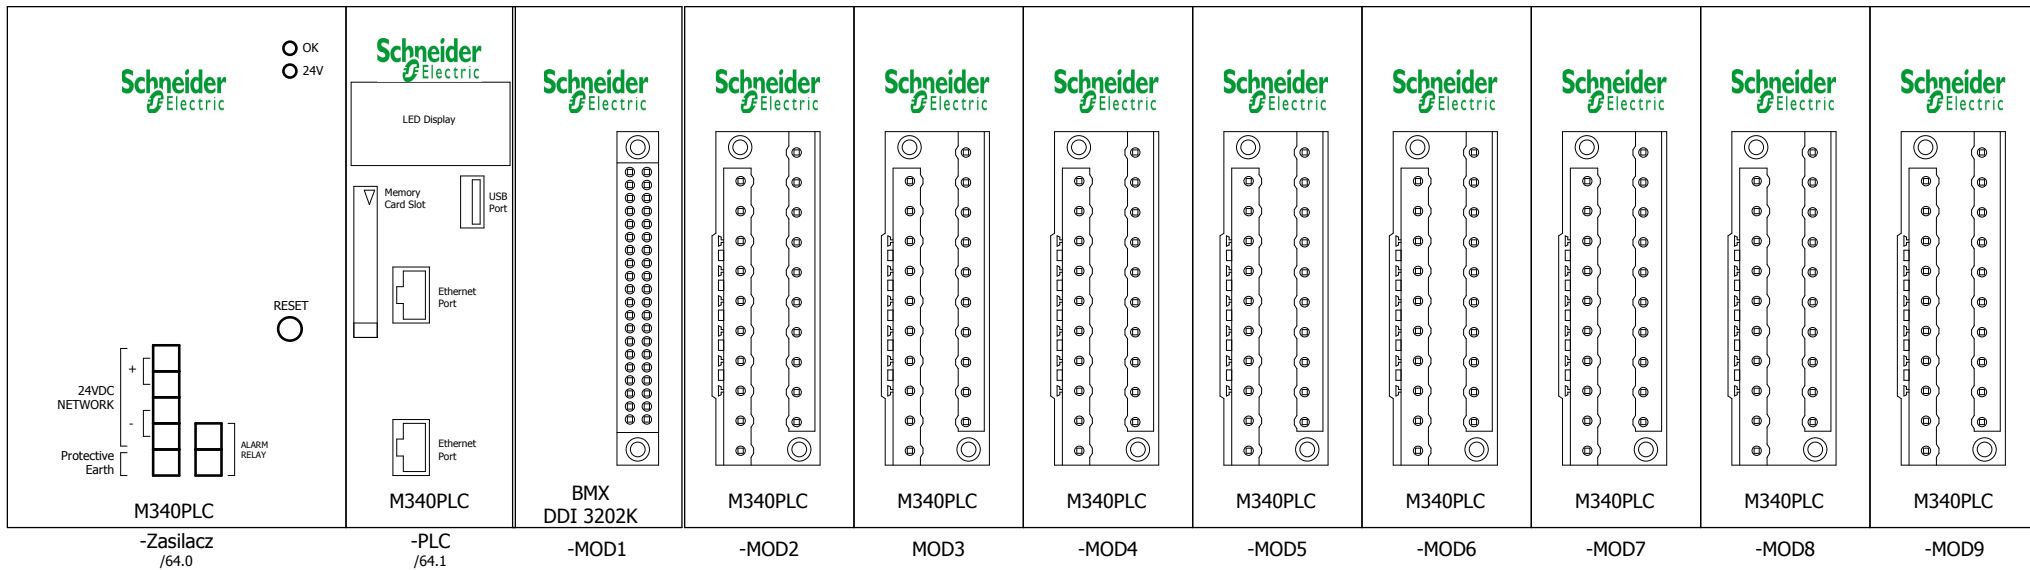 OK
24V
Schneider
Electric
RESET
+
24VDC
NETWORK
-
Protective
Earth
ALARM
RELAY
M340PLC
-Zasilacz
/64.0
Schneider
Electric
LED Display
Memory
Card Slot
USB
Port
Ethernet
Port
Ethernet
Port
M340PLC
-PLC
/64.1
Schneider
Electric
BMX
DDI 3202K
-MOD1
Schneider
Electric
M340PLC
-MOD2
Schneider
Electric
M340PLC
MOD3
Schneider
Electric
M340PLC
-MOD4
Schneider
Electric
M340PLC
-MOD5
Schneider
Electric
M340PLC
-MOD6
Schneider
Electric
M340PLC
-MOD7
Schneider
Electric
M340PLC
-MOD8
Schneider
Electric
M340PLC
-MOD9